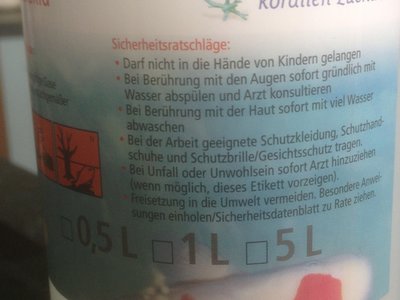 Korallen
Sicherheitsratschläge:
• Darf nicht in die Hände von Kindern gelangen
• Bei Berührung mit den Augen sofort gründlich mit
Wasser abspülen und Arzt konsultieren
• Bei Berührung mit der Haut sofort mit viel Wasser
abwaschen
• Bei der Arbeit geeignete Schutzkleidung, Schutzhand-
schuhe und Schutzbrille/Gesichtsschutz tragen.
• Bei Unfall oder Unwohlsein sofort Arzt hinzuziehen
(wenn möglich, dieses Etikett vorzeigen).
• Freisetzung in die Umwelt vermeiden. Besondere Anwei-
sungen einholen/Sicherheitsdatenblatt zu Rate ziehen.
0,5 L 1 L 5 L